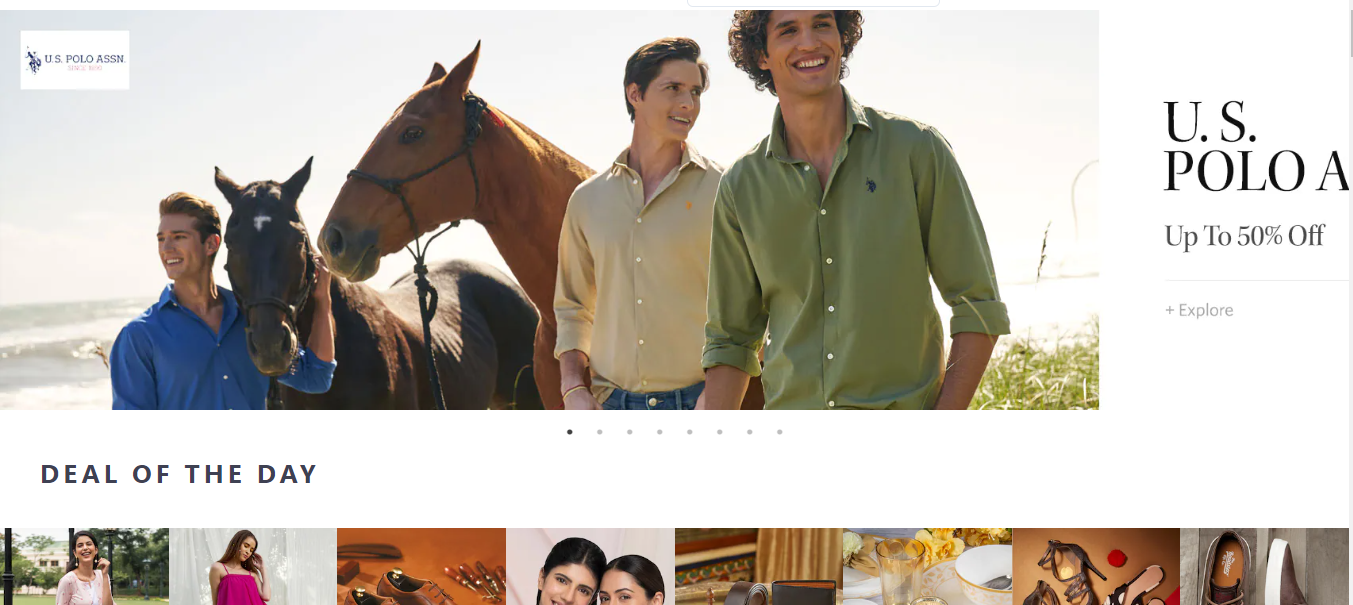 U.S. POLO ASSN.
SINCE 1890
U. S.
POLO A
Up To 50% Off
+ Explore
DEAL OF THE DAY